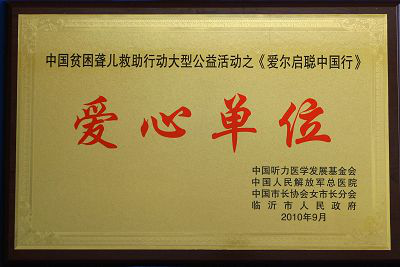 中国贫困聋儿救助行动大型公益活动之《爱尔启聪中国行》
爱心单位
中国听力医学发展基金会
中国人民解放军总医院
中国市长协会女市长分会
临沂市人民政府
2010年9月